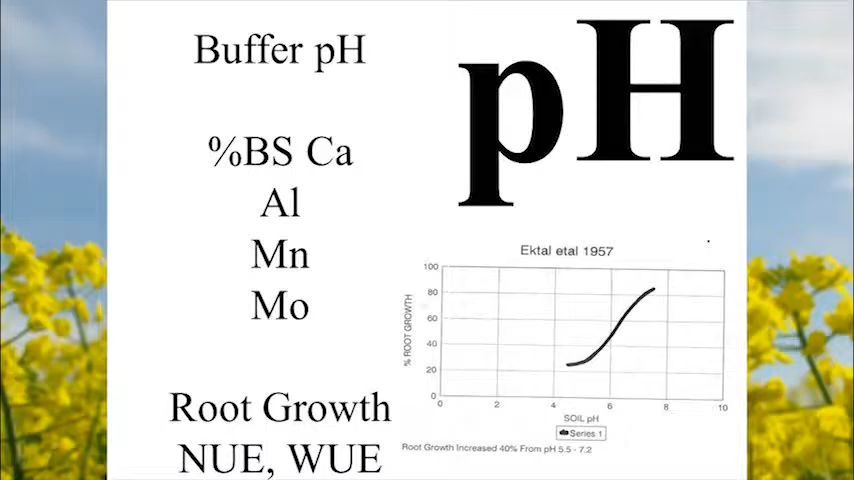 Buffer pH
pH
%BS Ca
Al
Mn
Mo
Root Growth
NUE, WUE
Ektal etal 1957
100
80
60
40
20
0
% ROOT GROWTH
0 2 4 6 8 10
SOIL pH
Series 1
Root Growth Increased 40% From pH 5.5 - 7.2